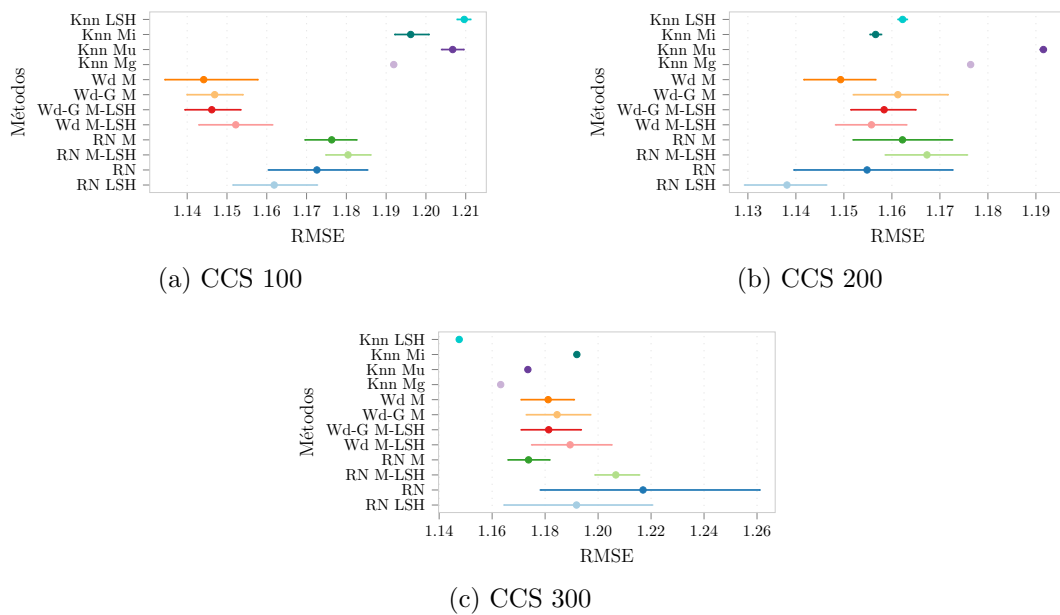 Métodos
Knn LSH
Knn Mi
Knn Mu
Knn Mg
Wd M
Wd-G M
Wd-G M-LSH
Wd M-LSH
RN M
RN M-LSH
RN
RN LSH
1.14 1.15 1.16 1.17 1.18 1.19 1.20 1.21
RMSE
(a) CCS 100
Métodos
Knn LSH
Knn Mi
Knn Mu
Knn Mg
Wd M
Wd-G M
Wd-G M-LSH
Wd M-LSH
RN M
RN M-LSH
RN
RN LSH
1.13 1.14 1.15 1.16 1.17 1.18 1.19
RMSE
(b) CCS 200
Métodos
Knn LSH
Knn Mi
Knn Mu
Knn Mg
Wd M
Wd-G M
Wd-G M-LSH
Wd M-LSH
RN M
RN M-LSH
RN
RN LSH
1.14 1.16 1.18 1.20 1.22 1.24 1.26
RMSE
(c) CCS 300